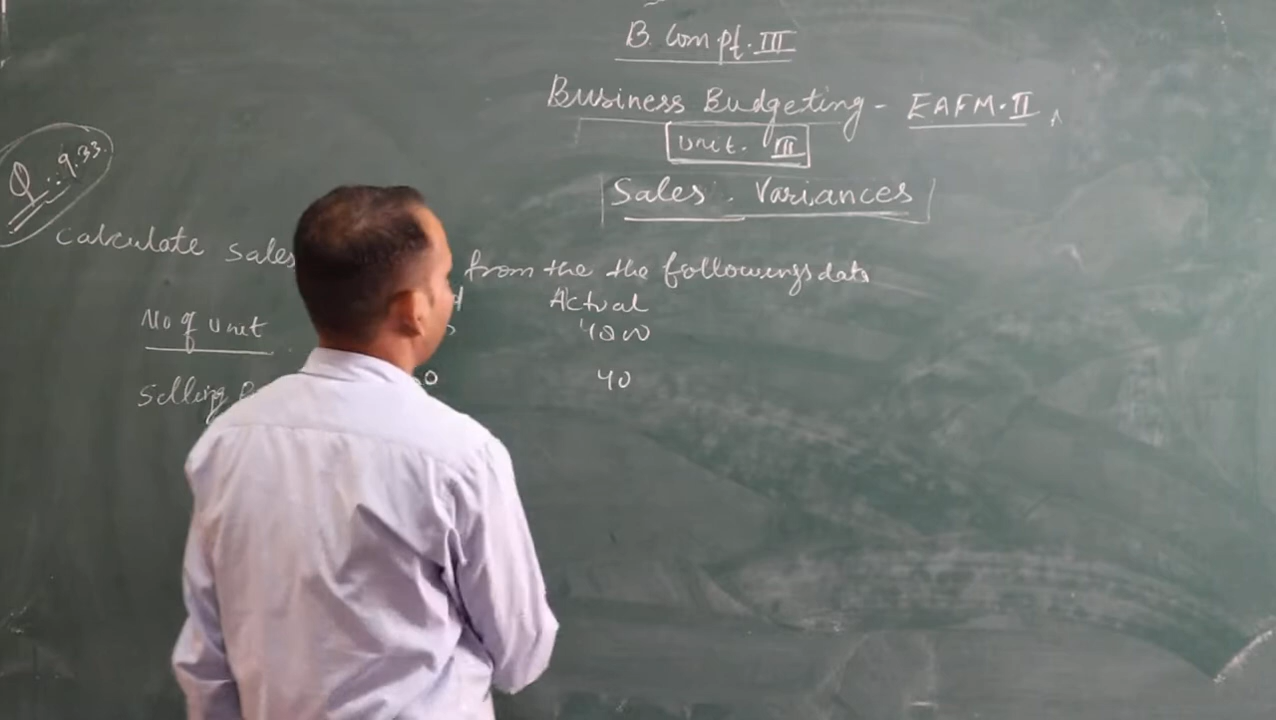 B. Com pt. III
Business Budgeting - EAFM. II
Unit. III
Sales. Variances
Q. 9.33.
Calculate Sales from the the followings data
Actual
No of Unit
Selling 40